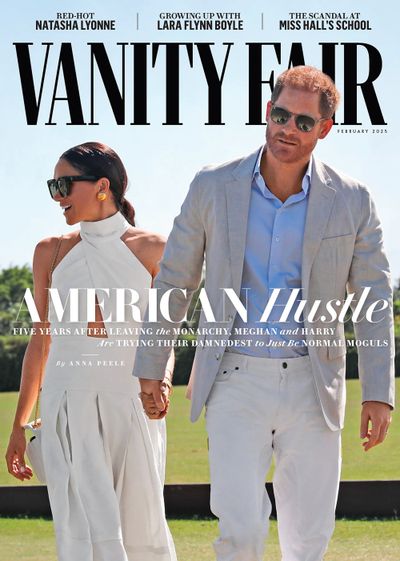 RED-HOT
NATASHA LYONNE
GROWING UP WITH
LARA FLYNN BOYLE
THE SCANDAL AT
MISS HALL'S SCHOOL
VANITY FAIR
FEBRUARY 2025
AMERICAN Hustle
FIVE YEARS AFTER LEAVING the MONARCHY, MEGHAN and HARRY
Are TRYING THEIR DAMNEDEST to Just Be NORMAL MOGULS
By ANNA PEELE